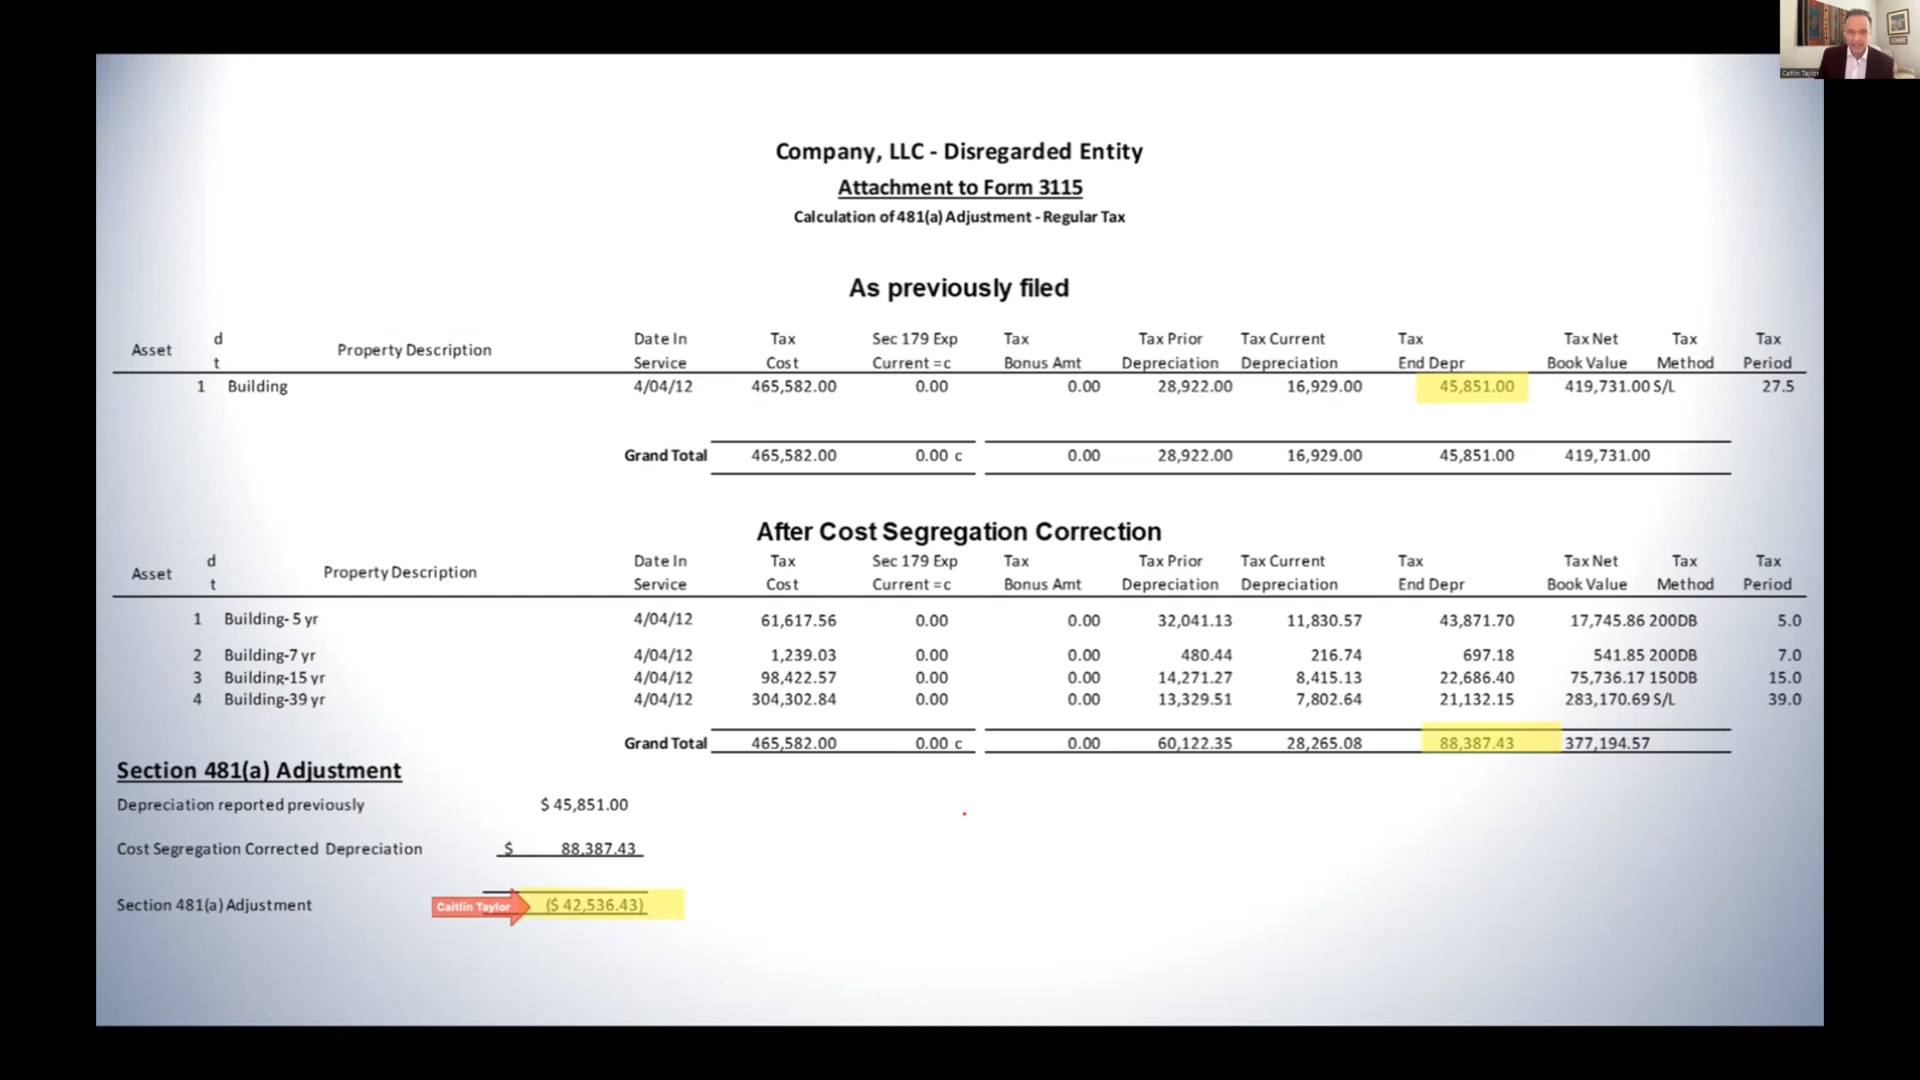 Caitlin Taylor
Company, LLC - Disregarded Entity
Attachment to Form 3115
Calculation of 481(a) Adjustment - Regular Tax
As previously filed
Asset d t Property Description Date In Service Tax Cost Sec 179 Exp Current = c Tax Bonus Amt Tax Prior Depreciation Tax Current Depreciation Tax End Depr Tax Net Book Value Tax Method Tax Period
1 Building 4/04/12 465,582.00 0.00 0.00 28,922.00 16,929.00 45,851.00 419,731.00 S/L 27.5
Grand Total 465,582.00 0.00 c 0.00 28,922.00 16,929.00 45,851.00 419,731.00
After Cost Segregation Correction
Asset d t Property Description Date In Service Tax Cost Sec 179 Exp Current = c Tax Bonus Amt Tax Prior Depreciation Tax Current Depreciation Tax End Depr Tax Net Book Value Tax Method Tax Period
1 Building- 5 yr 4/04/12 61,617.56 0.00 0.00 32,041.13 11,830.57 43,871.70 17,745.86 200DB 5.0
2 Building-7 yr 4/04/12 1,239.03 0.00 0.00 480.44 216.74 697.18 541.85 200DB 7.0
3 Building-15 yr 4/04/12 98,422.57 0.00 0.00 14,271.27 8,415.13 22,686.40 75,736.17 150DB 15.0
4 Building-39 yr 4/04/12 304,302.84 0.00 0.00 13,329.51 7,802.64 21,132.15 283,170.69 S/L 39.0
Grand Total 465,582.00 0.00 c 0.00 60,122.35 28,265.08 88,387.43 377,194.57
Section 481(a) Adjustment
Depreciation reported previously $ 45,851.00
Cost Segregation Corrected Depreciation $ 88,387.43
Section 481(a) Adjustment Caitlin Taylor ($ 42,536.43)